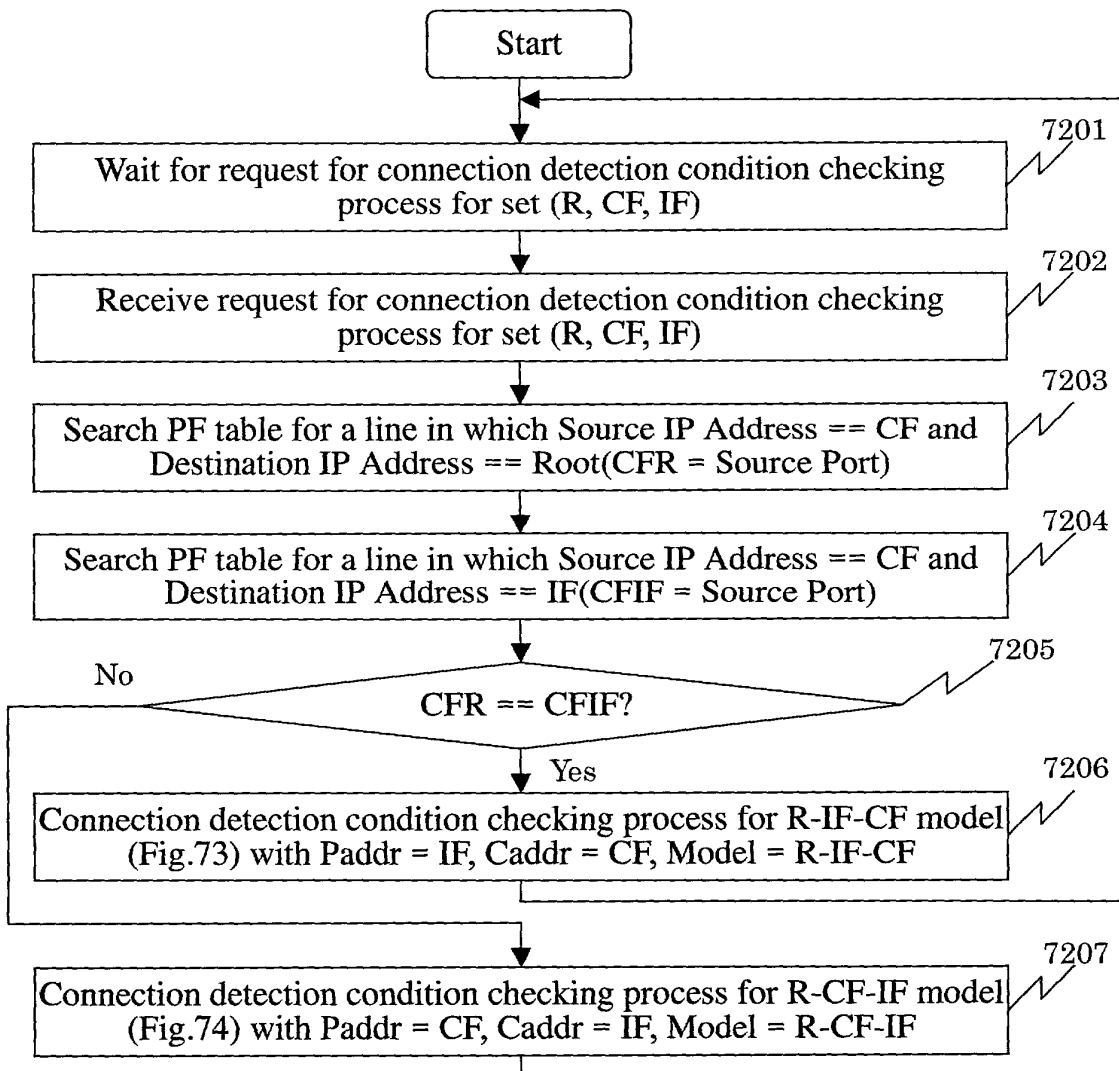 Start
7201
Wait for request for connection detection condition checking
process for set (R, CF, IF)
7202
Receive request for connection detection condition checking
process for set (R, CF, IF)
7203
Search PF table for a line in which Source IP Address == CF and
Destination IP Address == Root(CFR = Source Port)
7204
Search PF table for a line in which Source IP Address == CF and
Destination IP Address == IF(CFIF = Source Port)
7205
No
CFR == CFIF?
Yes
7206
Connection detection condition checking process for R-IF-CF model
(Fig.73) with Paddr = IF, Caddr = CF, Model = R-IF-CF
7207
Connection detection condition checking process for R-CF-IF model
(Fig.74) with Paddr = CF, Caddr = IF, Model = R-CF-IF